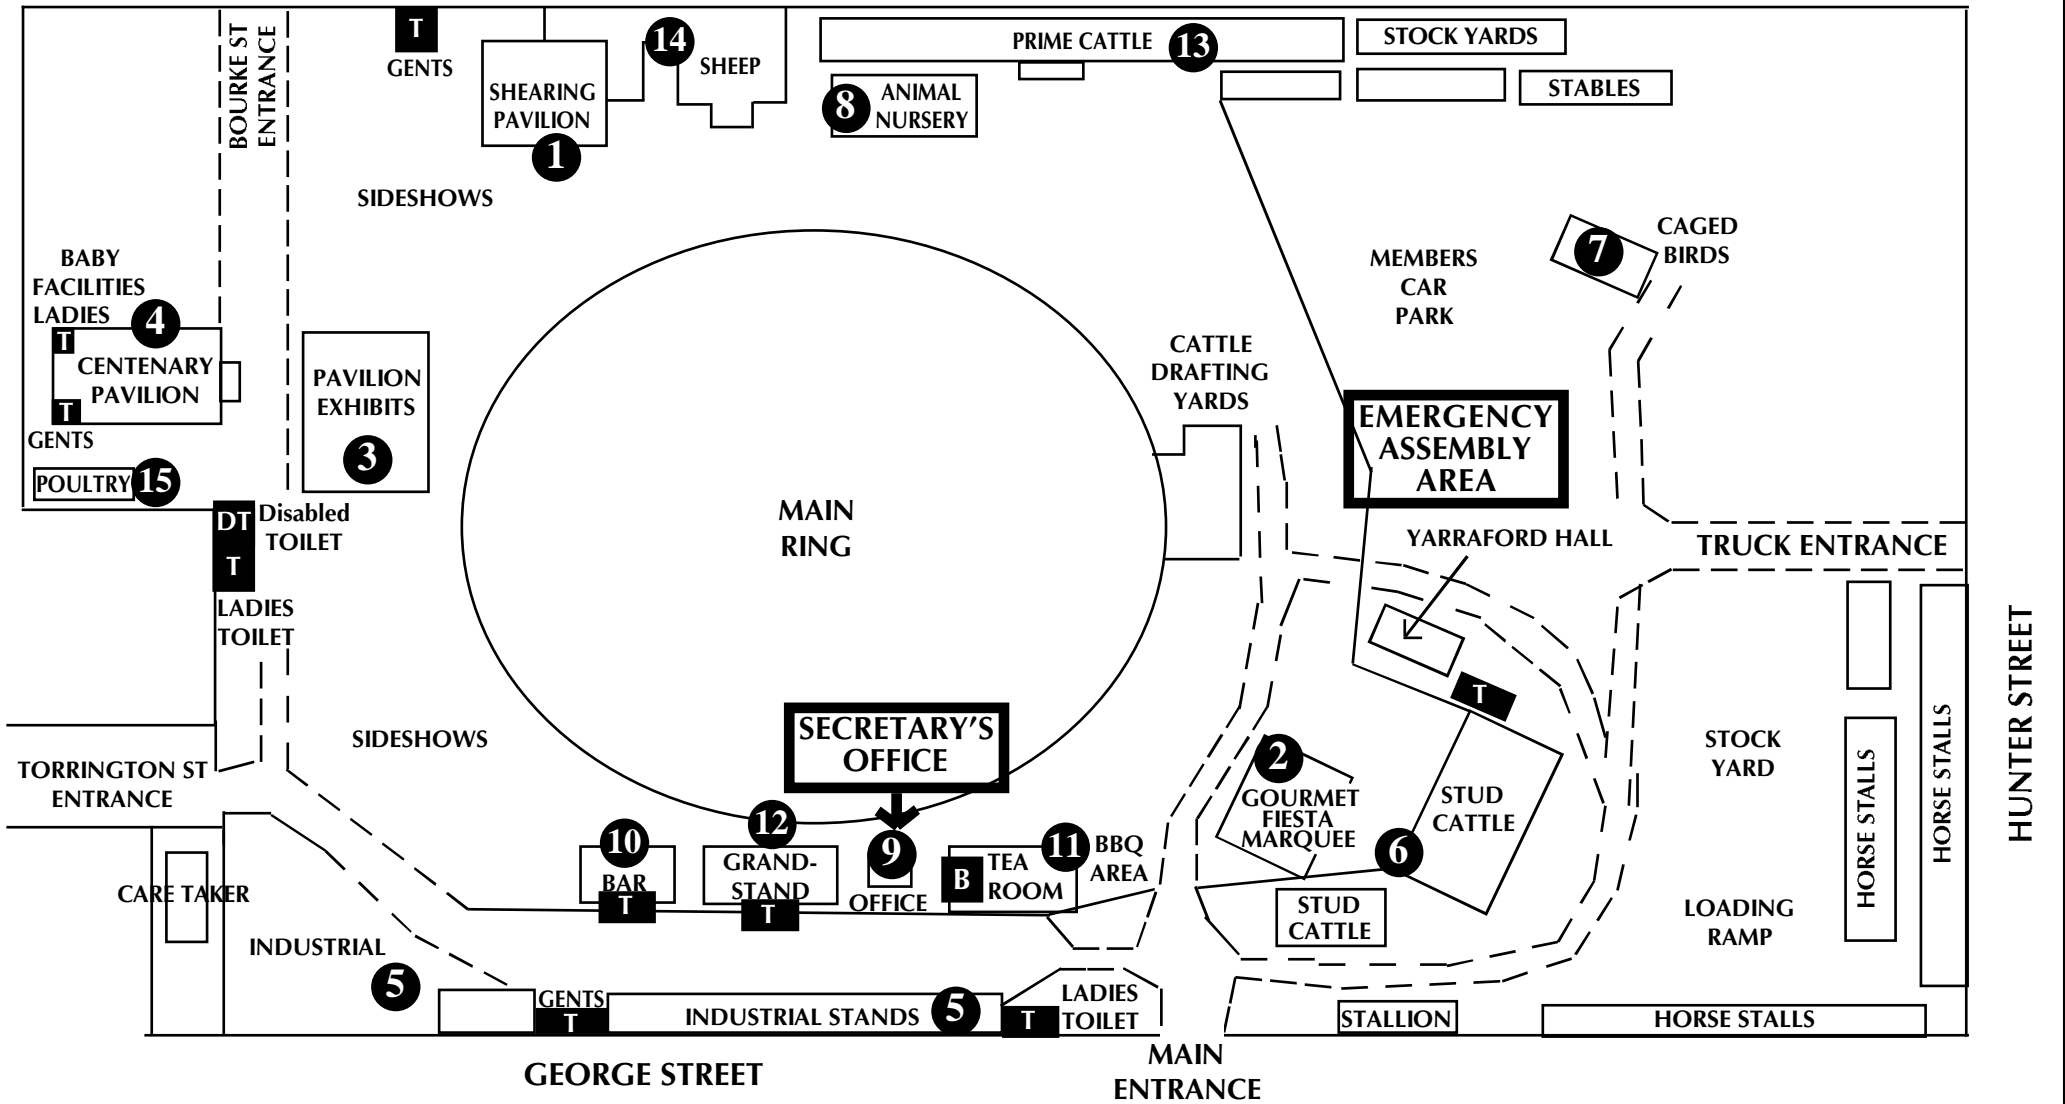 BOURKE ST
ENTRANCE
T
GENTS
SHEARING
PAVILION
1
14
SHEEP
PRIME CATTLE
13
STOCK YARDS
8
ANIMAL
NURSERY
STABLES
SIDESHOWS
7
CAGED
BIRDS
MEMBERS
CAR
PARK
BABY
FACILITIES
LADIES
4
T
CENTENARY
PAVILION
T
GENTS
POULTRY
15
PAVILION
EXHIBITS
3
CATTLE
DRAFTING
YARDS
EMERGENCY
ASSEMBLY
AREA
MAIN
RING
DT
Disabled
TOILET
T
LADIES
TOILET
YARRAFORD HALL
TRUCK ENTRANCE
T
SIDESHOWS
SECRETARY'S
OFFICE
TORRINGTON ST
ENTRANCE
2
GOURMET
FIESTA
MARQUEE
STUD
CATTLE
6
STOCK
YARD
HORSE STALLS
HORSE STALLS
HUNTER STREET
CARE TAKER
10
BAR
T
12
GRAND-
STAND
T
9
OFFICE
B
TEA
ROOM
11
BBQ
AREA
STUD
CATTLE
LOADING
RAMP
INDUSTRIAL
5
GENTS
T
INDUSTRIAL STANDS
5
T
LADIES
TOILET
STALLION
HORSE STALLS
GEORGE STREET
MAIN
ENTRANCE